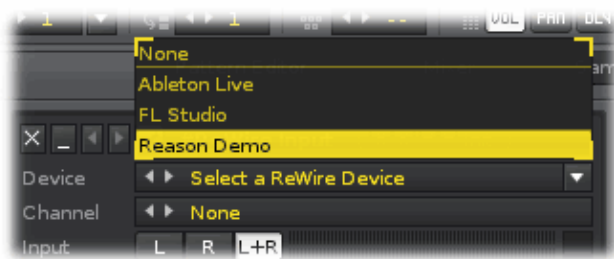 1 1 --
VOL PAN
None
Ableton Live
FL Studio
Reason Demo
Device Select a ReWire Device
Channel None
Input L R L+R